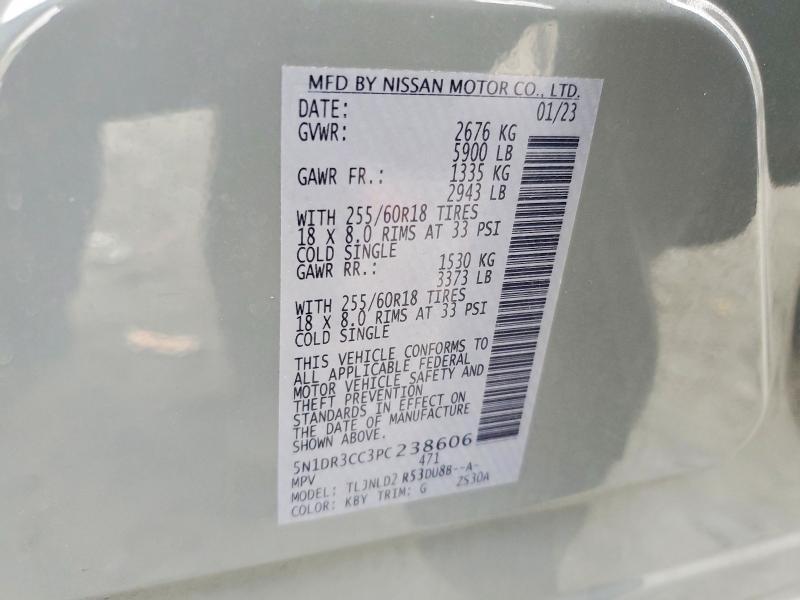 MFD BY NISSAN MOTOR CO., LTD.
DATE: 01/23
GVWR: 2676 KG
5900 LB
GAWR FR.: 1335 KG
2943 LB
WITH 255/60R18 TIRES
18 X 8.0 RIMS AT 33 PSI
COLD SINGLE
GAWR RR.: 1530 KG
3373 LB
WITH 255/60R18 TIRES
18 X 8.0 RIMS AT 33 PSI
COLD SINGLE
THIS VEHICLE CONFORMS TO
ALL APPLICABLE FEDERAL
MOTOR VEHICLE SAFETY AND
THEFT PREVENTION
STANDARDS IN EFFECT ON
THE DATE OF MANUFACTURE
SHOWN ABOVE.
5N1DR3CC3PC238606
MPV 471
MODEL: TLJNLD2 R53DU8B--A-
COLOR: KBY TRIM: G ZS30A